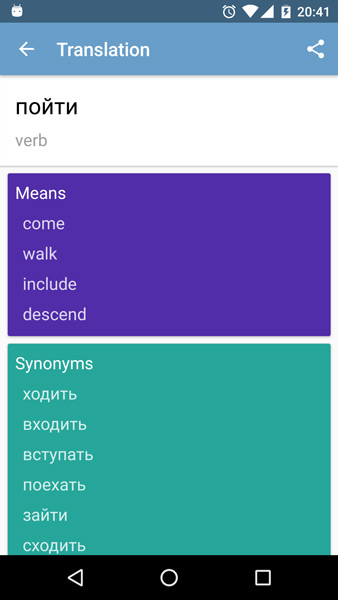 20:41
Translation
пойти
verb
Means
come
walk
include
descend
Synonyms
ходить
входить
вступать
поехать
зайти
сходить